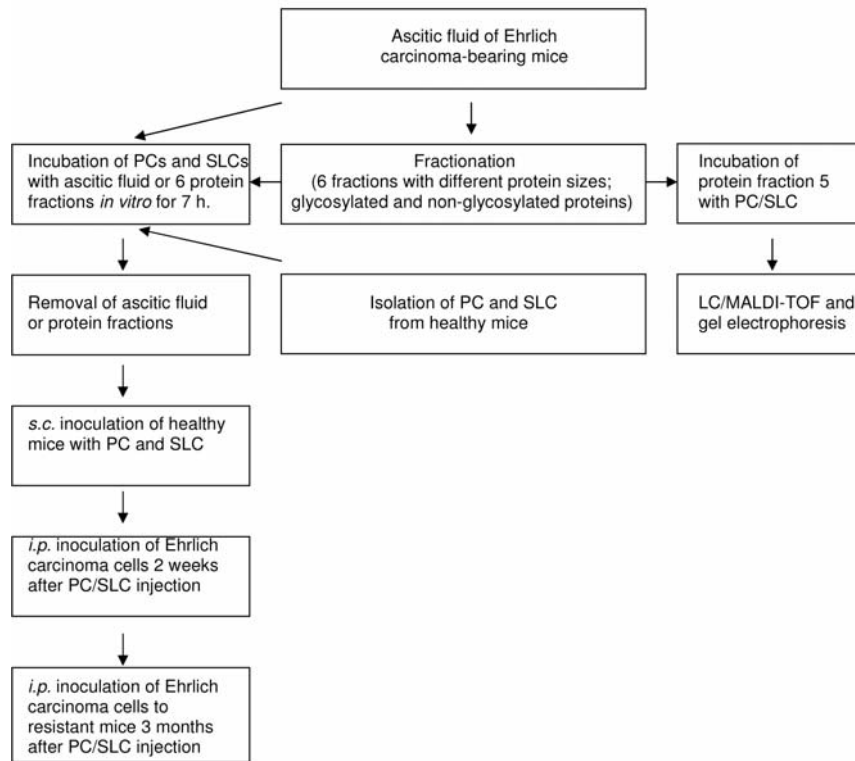 Ascitic fluid of Ehrlich
carcinoma-bearing mice
Incubation of PCs and SLCs
with ascitic fluid or 6 protein
fractions in vitro for 7 h.
Fractionation
(6 fractions with different protein sizes;
glycosylated and non-glycosylated proteins)
Incubation of
protein fraction 5
with PC/SLC
Removal of ascitic fluid
or protein fractions
Isolation of PC and SLC
from healthy mice
LC/MALDI-TOF and
gel electrophoresis
s.c. inoculation of healthy
mice with PC and SLC
i.p. inoculation of Ehrlich
carcinoma cells 2 weeks
after PC/SLC injection
i.p. inoculation of Ehrlich
carcinoma cells to
resistant mice 3 months
after PC/SLC injection